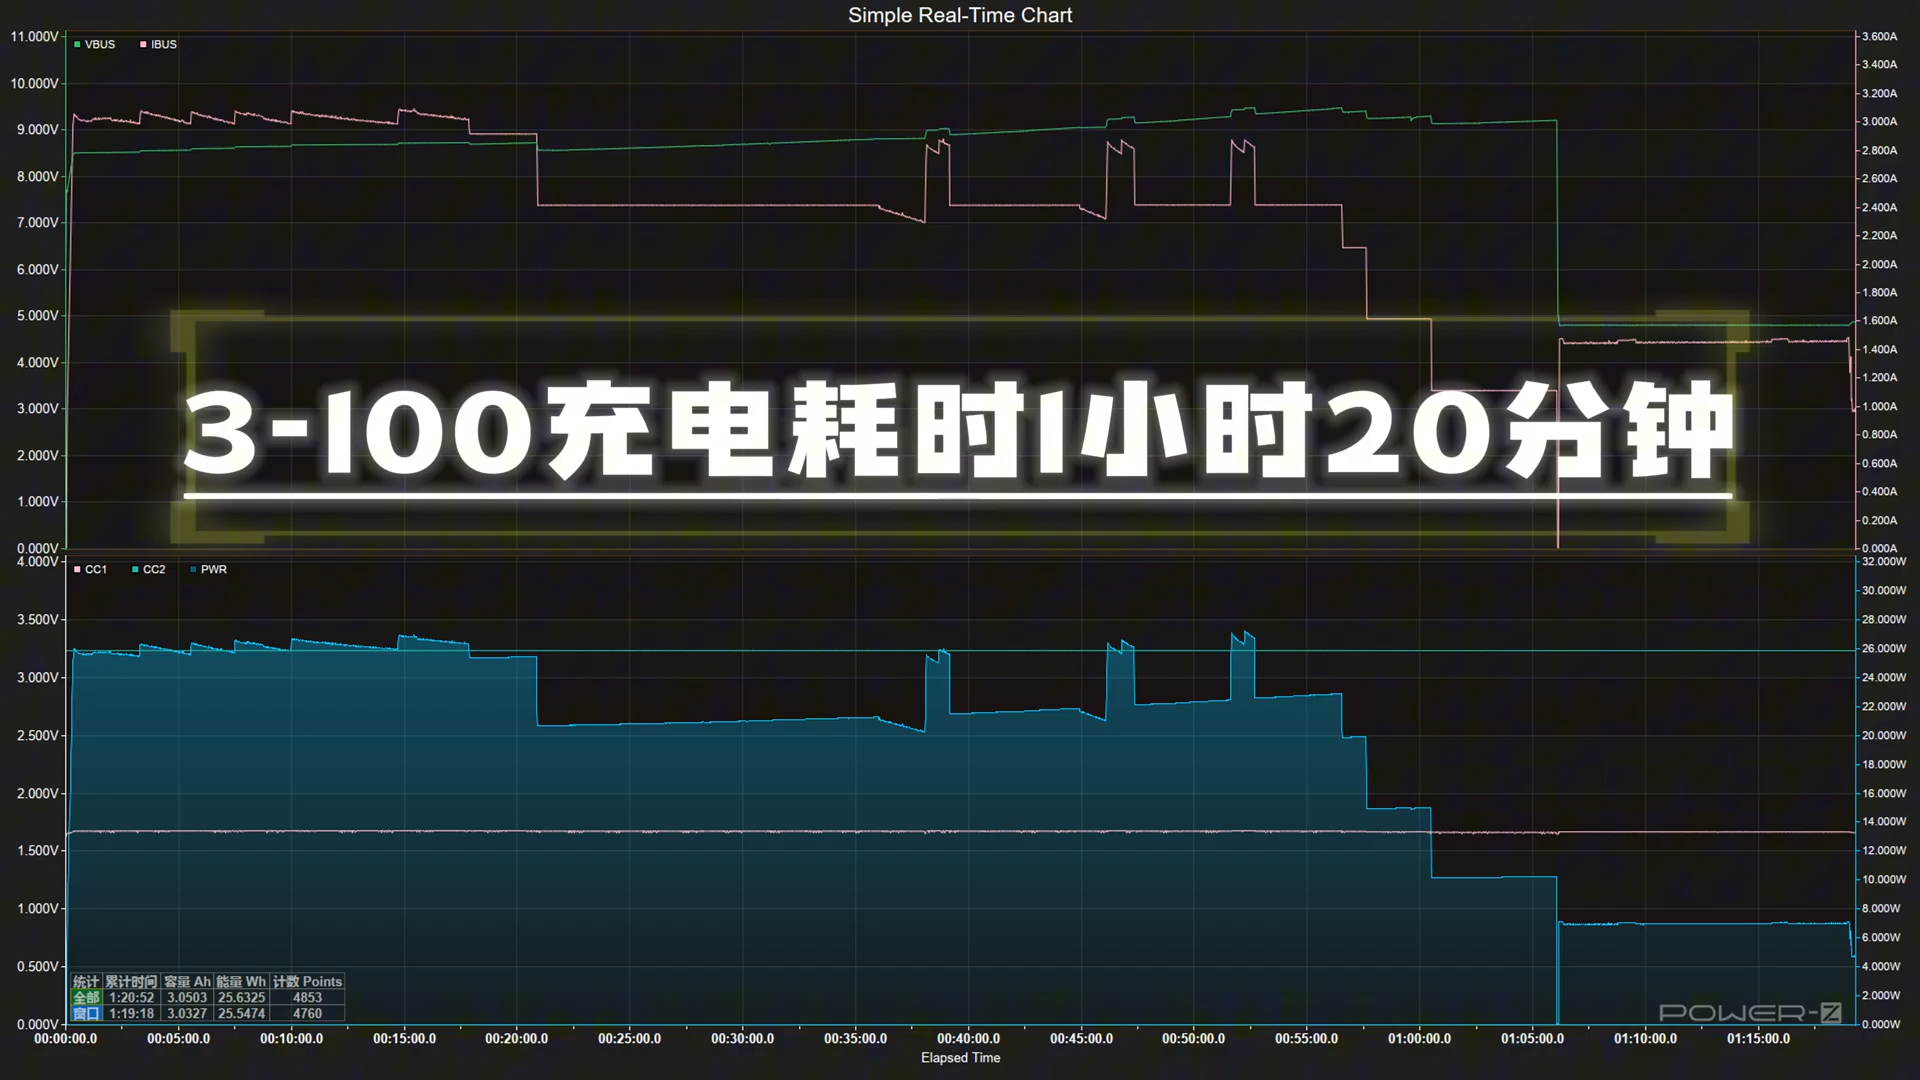 Simple Real-Time Chart
11.000V
10.000V
9.000V
8.000V
7.000V
6.000V
5.000V
4.000V
3.000V
2.000V
1.000V
0.000V
VBUS IBUS
3.600A
3.400A
3.200A
3.000A
2.800A
2.600A
2.400A
2.200A
2.000A
1.800A
1.600A
1.400A
1.200A
1.000A
0.800A
0.600A
0.400A
0.200A
0.000A
3-100充电耗时1小时20分钟
4.000V
3.500V
3.000V
2.500V
2.000V
1.500V
1.000V
0.500V
0.000V
CC1 CC2 PWR
32.000W
30.000W
28.000W
26.000W
24.000W
22.000W
20.000W
18.000W
16.000W
14.000W
12.000W
10.000W
8.000W
6.000W
4.000W
2.000W
0.000W
统计 累计时间 容量 Ah 能量 Wh 计数 Points
全部 1:20:52 3.0503 25.6325 4853
窗口 1:19:18 3.0327 25.5474 4760
POWER-Z
00:00:00.0 00:05:00.0 00:10:00.0 00:15:00.0 00:20:00.0 00:25:00.0 00:30:00.0 00:35:00.0 00:40:00.0 00:45:00.0 00:50:00.0 00:55:00.0 01:00:00.0 01:05:00.0 01:10:00.0 01:15:00.0
Elapsed Time